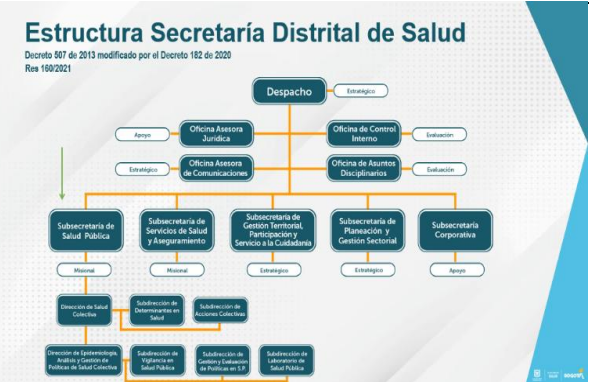 Estructura Secretaría Distrital de Salud
Decreto 507 de 2013 modificado por el Decreto 182 de 2020
Res 160/2021
Despacho
Estratégico
Apoyo
Oficina Asesora
Jurídica
Oficina de Control
Interno
Evaluación
Estratégico
Oficina Asesora
de Comunicaciones
Oficina de Asuntos
Disciplinarios
Evaluación
Subsecretaría de
Salud Pública
Subsecretaría de
Servicios de Salud
y Aseguramiento
Subsecretaría de
Gestión Territorial,
Participación y
Servicio a la Cuidadanía
Subsecretaría de
Planeación y
Gestión Sectorial
Subsecretaría
Corporativa
Misional
Misional
Estratégico
Estratégico
Apoyo
Dirección de Salud
Colectiva
Subdirección de
Determinantes en
Salud
Subdirección de
Acciones Colectivas
Dirección de Epidemiología,
Análisis y Gestión de
Políticas de Salud Colectiva
Subdirección de
Vigilancia en
Salud Pública
Subdirección de
Gestión y Evaluación
de Políticas en S.P.
Subdirección de
Laboratorio de
Salud Pública
BOGOTÁ